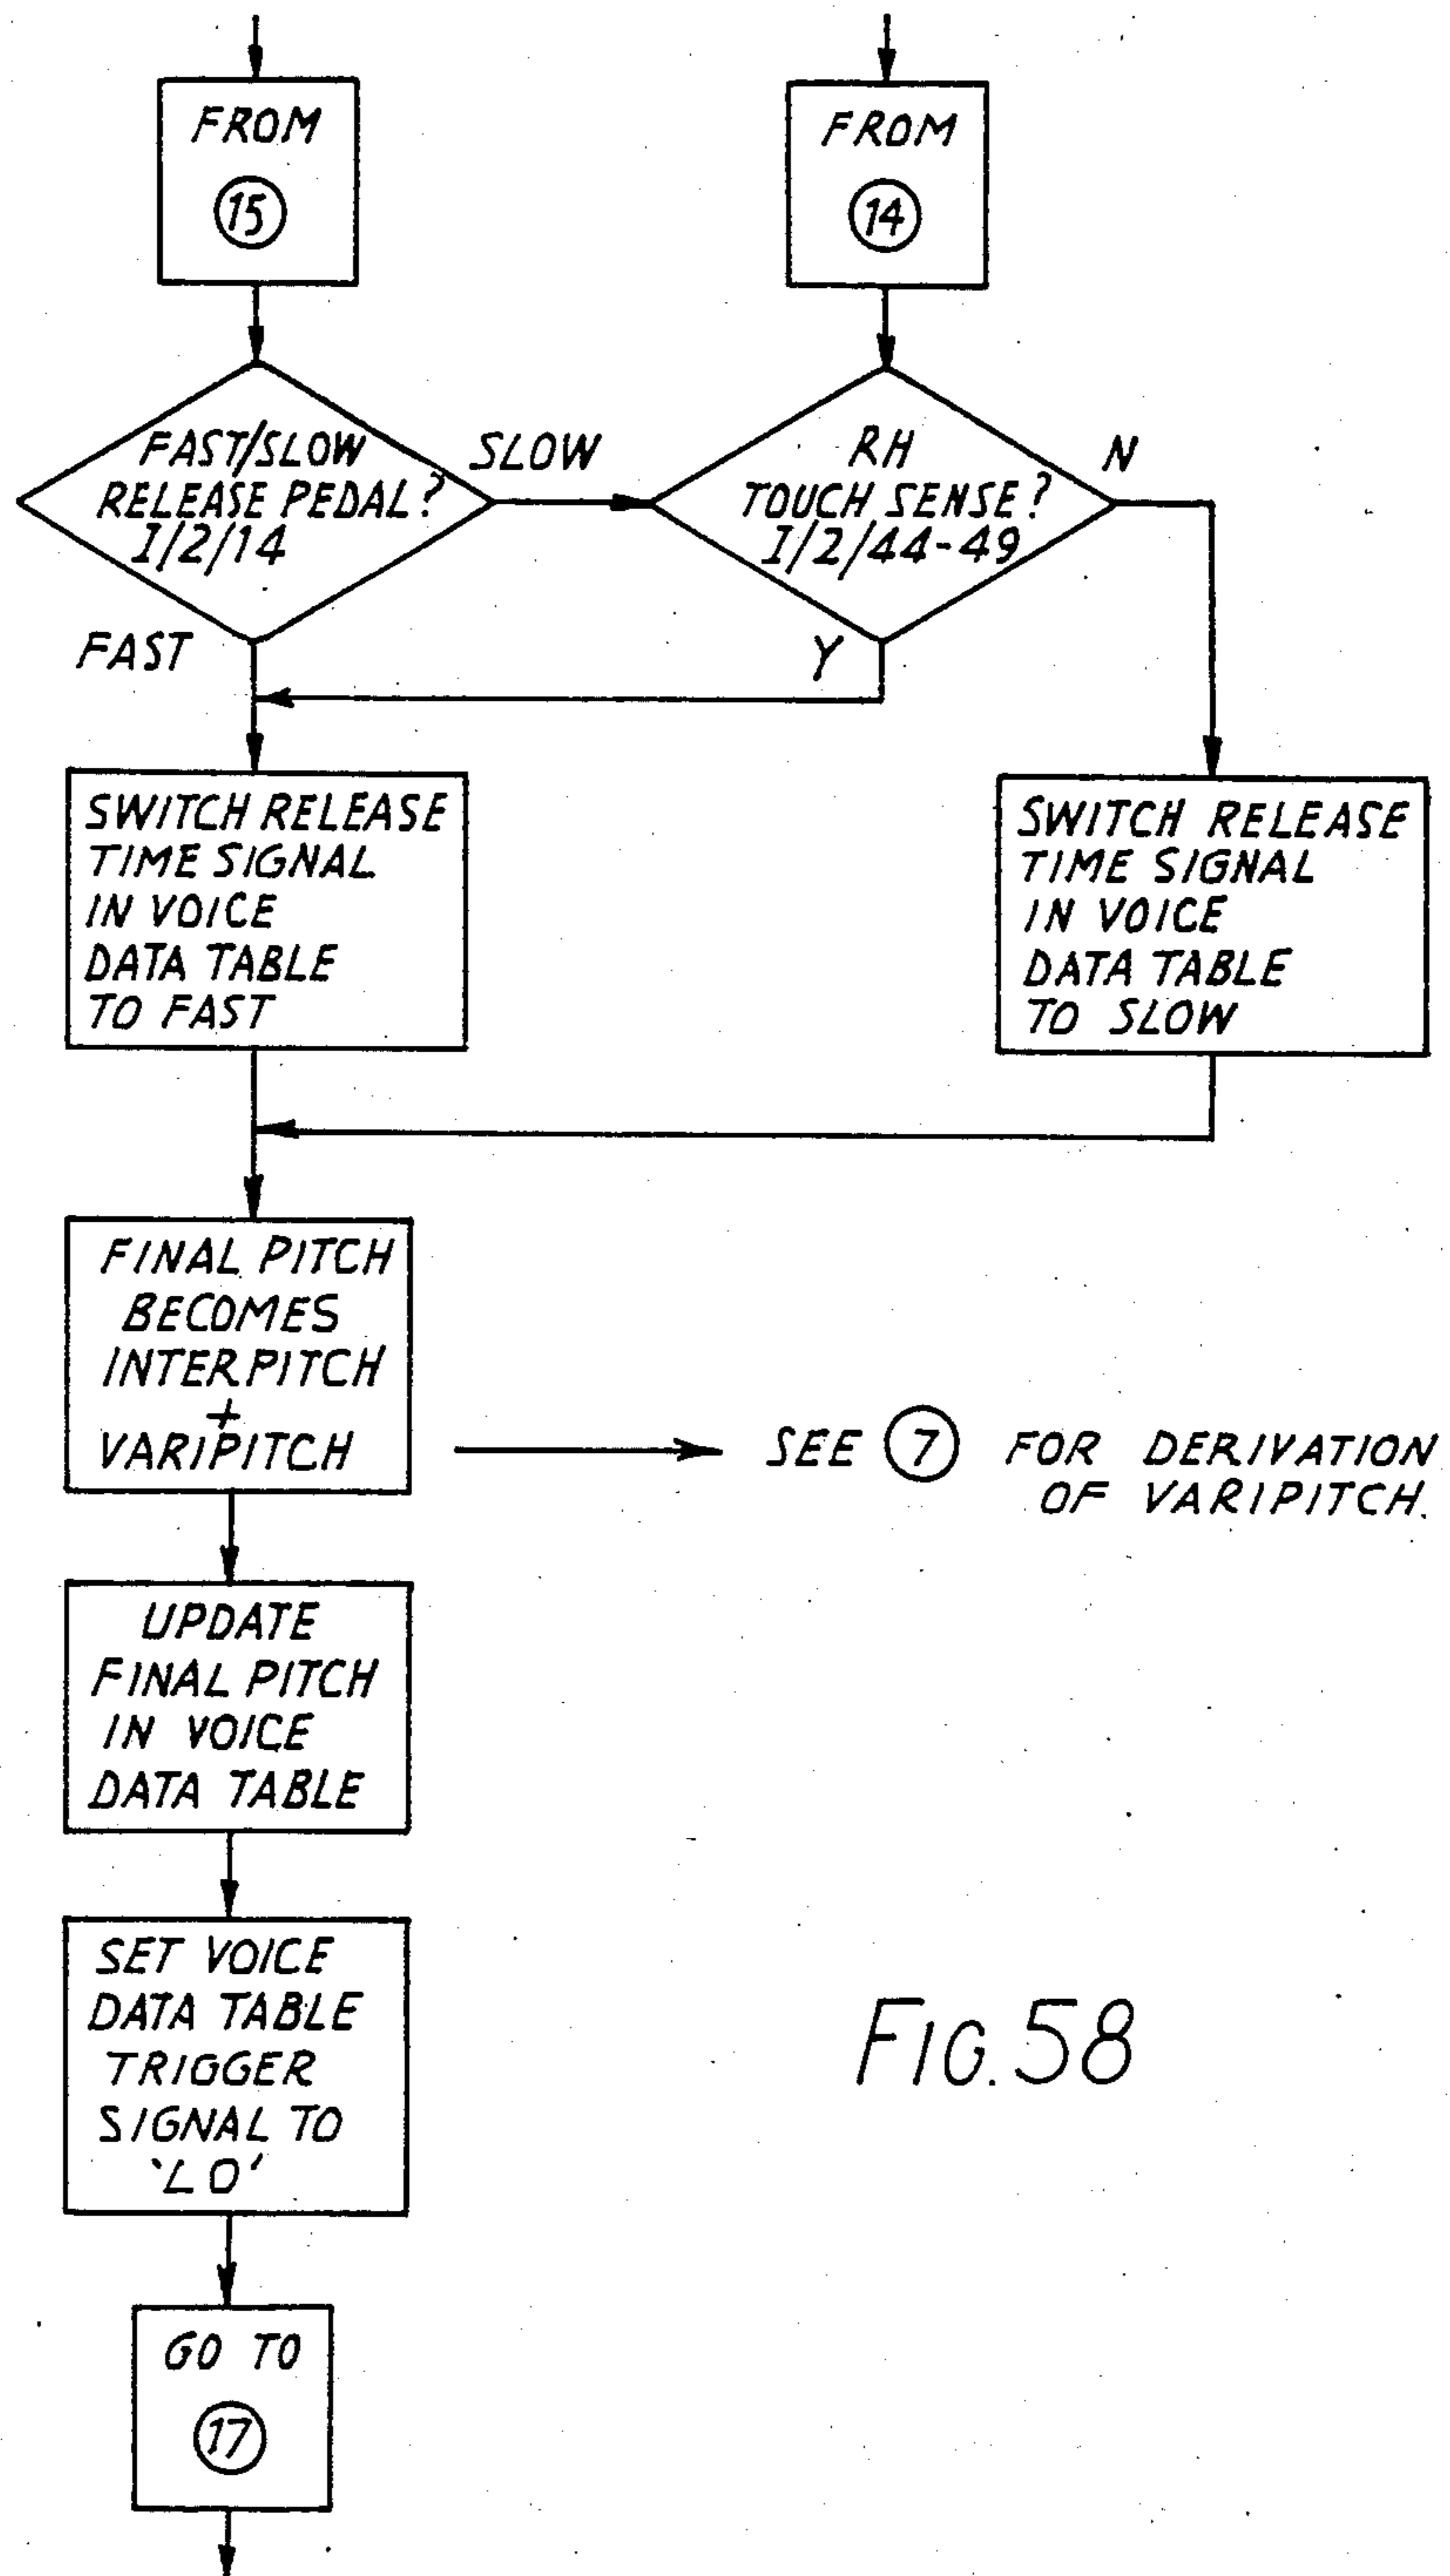 FROM
15
FROM
14
FAST/SLOW
RELEASE PEDAL?
I/2/14
SLOW
RH
TOUCH SENSE?
I/2/44-49
N
FAST
Y
SWITCH RELEASE
TIME SIGNAL
IN VOICE
DATA TABLE
TO FAST
SWITCH RELEASE
TIME SIGNAL
IN VOICE
DATA TABLE
TO SLOW
FINAL PITCH
BECOMES
INTERPITCH
+
VARIPITCH
SEE 7 FOR DERIVATION
OF VARIPITCH.
UPDATE
FINAL PITCH
IN VOICE
DATA TABLE
SET VOICE
DATA TABLE
TRIGGER
SIGNAL TO
'LO'
FIG. 58
GO TO
17